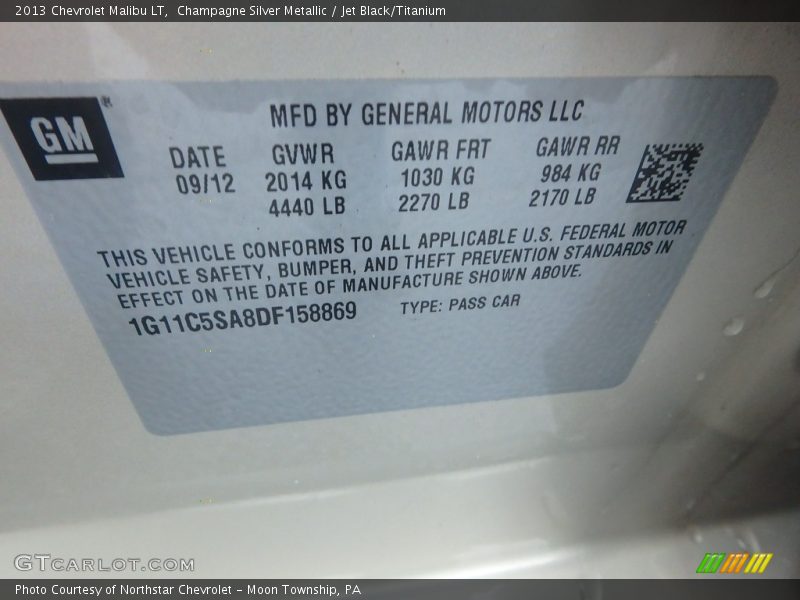 2013 Chevrolet Malibu LT, Champagne Silver Metallic / Jet Black/Titanium
GM
MFD BY GENERAL MOTORS LLC
DATE GVWR GAWR FRT GAWR RR
09/12 2014 KG 1030 KG 984 KG
4440 LB 2270 LB 2170 LB
THIS VEHICLE CONFORMS TO ALL APPLICABLE U.S. FEDERAL MOTOR
VEHICLE SAFETY, BUMPER, AND THEFT PREVENTION STANDARDS IN
EFFECT ON THE DATE OF MANUFACTURE SHOWN ABOVE.
1G11C5SA8DF158869 TYPE: PASS CAR
GTCARLOT.COM
Photo Courtesy of Northstar Chevrolet - Moon Township, PA